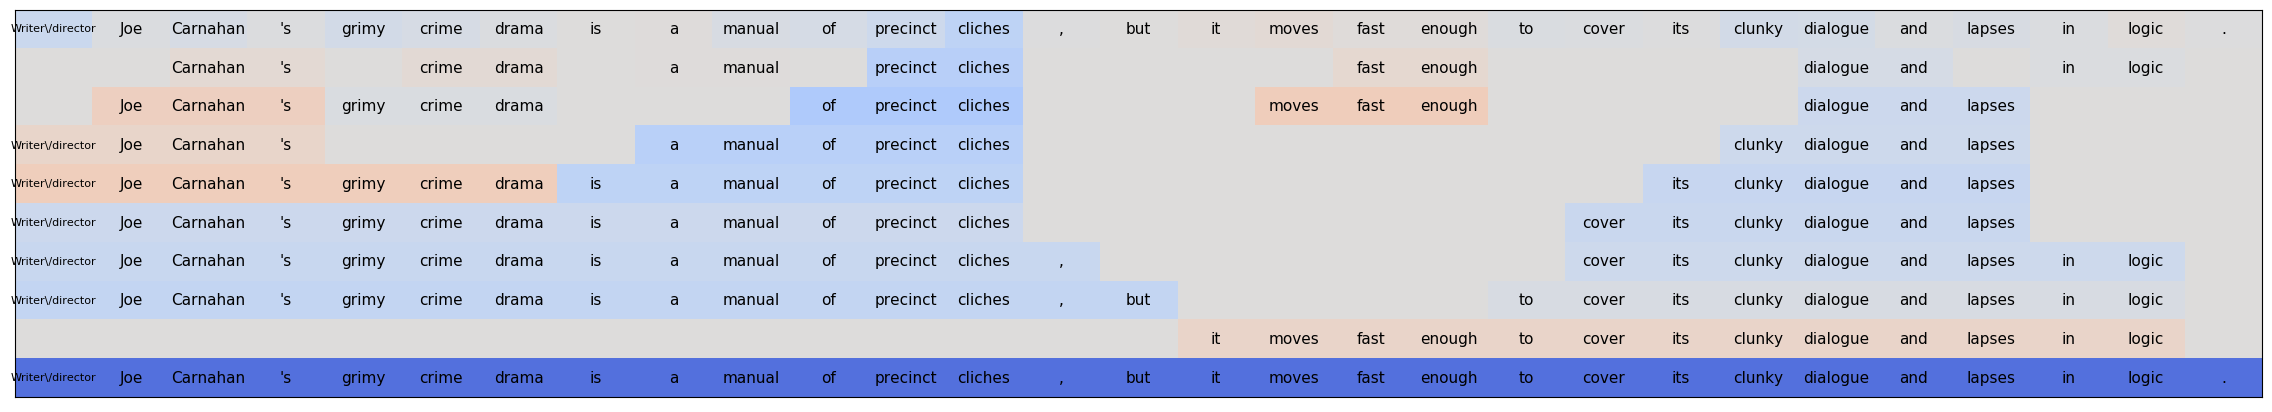 Writer\/director Joe Carnahan 's grimy crime drama is a manual of precinct cliches , but it moves fast enough to cover its clunky dialogue and lapses in logic .
Carnahan 's crime drama a manual precinct cliches fast enough dialogue and in logic
Joe Carnahan 's grimy crime drama of precinct cliches moves fast enough dialogue and lapses
Writer\/director Joe Carnahan 's a manual of precinct cliches clunky dialogue and lapses
Writer\/director Joe Carnahan 's grimy crime drama is a manual of precinct cliches its clunky dialogue and lapses
Writer\/director Joe Carnahan 's grimy crime drama is a manual of precinct cliches cover its clunky dialogue and lapses
Writer\/director Joe Carnahan 's grimy crime drama is a manual of precinct cliches , cover its clunky dialogue and lapses in logic
Writer\/director Joe Carnahan 's grimy crime drama is a manual of precinct cliches , but to cover its clunky dialogue and lapses in logic
it moves fast enough to cover its clunky dialogue and lapses in logic
Writer\/director Joe Carnahan 's grimy crime drama is a manual of precinct cliches , but it moves fast enough to cover its clunky dialogue and lapses in logic .